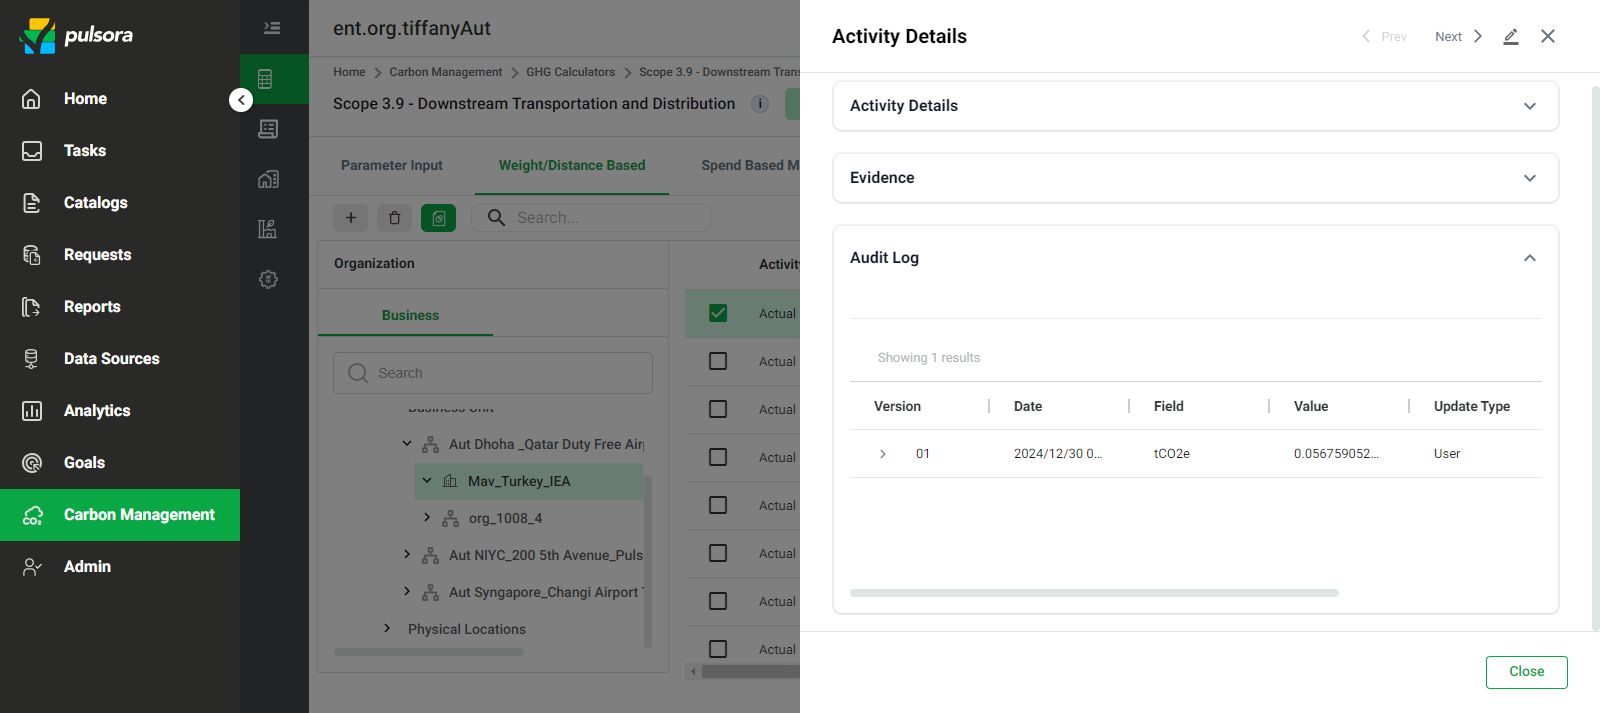 pulsora
Home
Tasks
Catalogs
Requests
Reports
Data Sources
Analytics
Goals
Carbon Management
Admin
ent.org.tiffanyAut
Home > Carbon Management > GHG Calculators > Scope 3.9 - Downstream Tran
Scope 3.9 - Downstream Transportation and Distribution
Parameter Input
Weight/Distance Based
Spend Based M
Search...
Organization
Business
Search
Business Unit
Aut Dhoha _Qatar Duty Free Air
Mav_Turkey_IEA
org_1008_4
Aut NIYC_200 5th Avenue_Puls
Aut Syngapore_Changi Airport
Physical Locations
Activity
Actual
Actual
Actual
Actual
Actual
Actual
Actual
Actual
Activity Details
Prev
Next
Activity Details
Evidence
Audit Log
Showing 1 results
Version Date Field Value Update Type
01 2024/12/30 0... tCO2e 0.056759052... User
Close